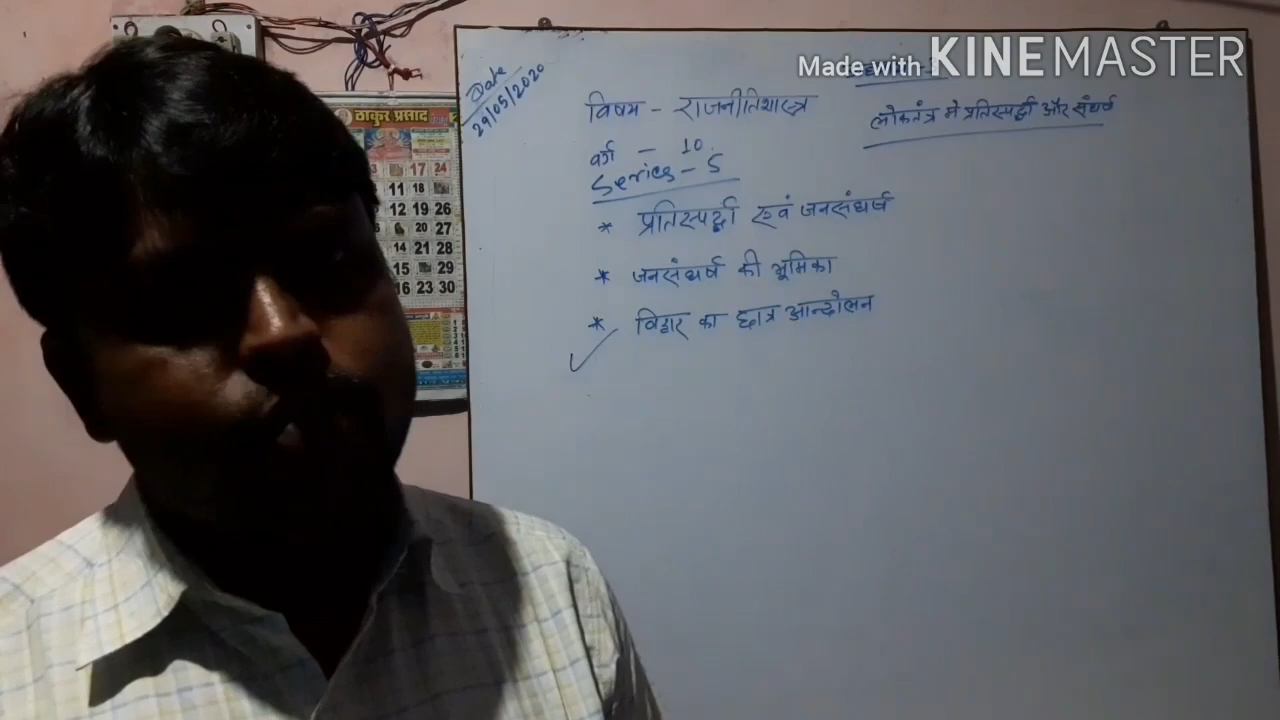 Made with KINEMASTER
Date
29/05/2020
विषय - राजनीतिशास्त्र
लोकतंत्र मे प्रतिस्पर्द्धा और संघर्ष
वर्ग - 10
Series - 5
* प्रतिस्पर्द्धा एवं जनसंघर्ष
* जनसंघर्ष की भूमिका
* बिहार का छात्र आन्दोलन
ठाकुर प्रसाद
17 24
11 18
12 19 26
20 27
14 21 28
15 29
16 23 30